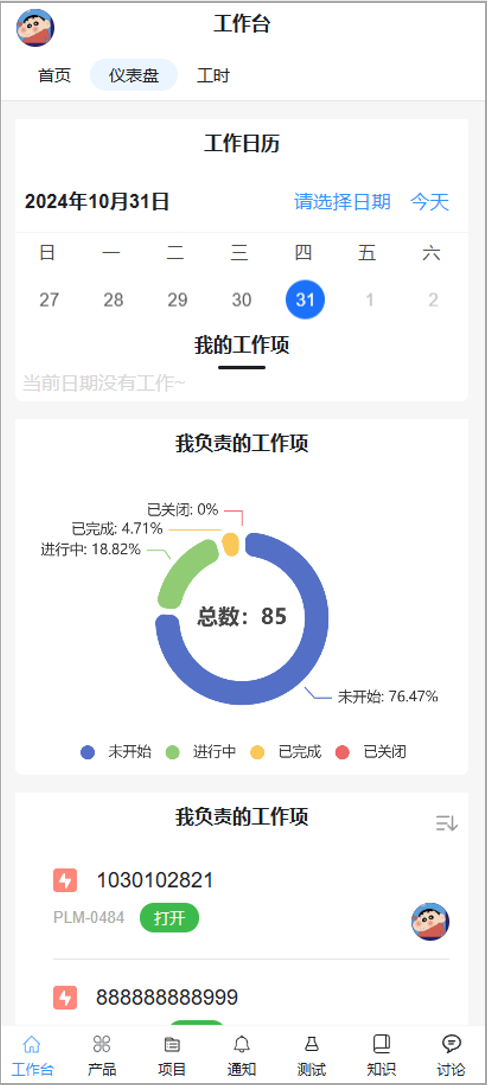 工作台
首页 仪表盘 工时
工作日历
2024年10月31日 请选择日期 今天
日 一 二 三 四 五 六
27 28 29 30 31 1 2
我的工作项
当前日期没有工作~
我负责的工作项
已关闭: 0%
已完成: 4.71%
进行中: 18.82%
总数：85
未开始: 76.47%
未开始 进行中 已完成 已关闭
我负责的工作项
1030102821
PLM-0484 打开
888888888999
工作台 产品 项目 通知 测试 知识 讨论